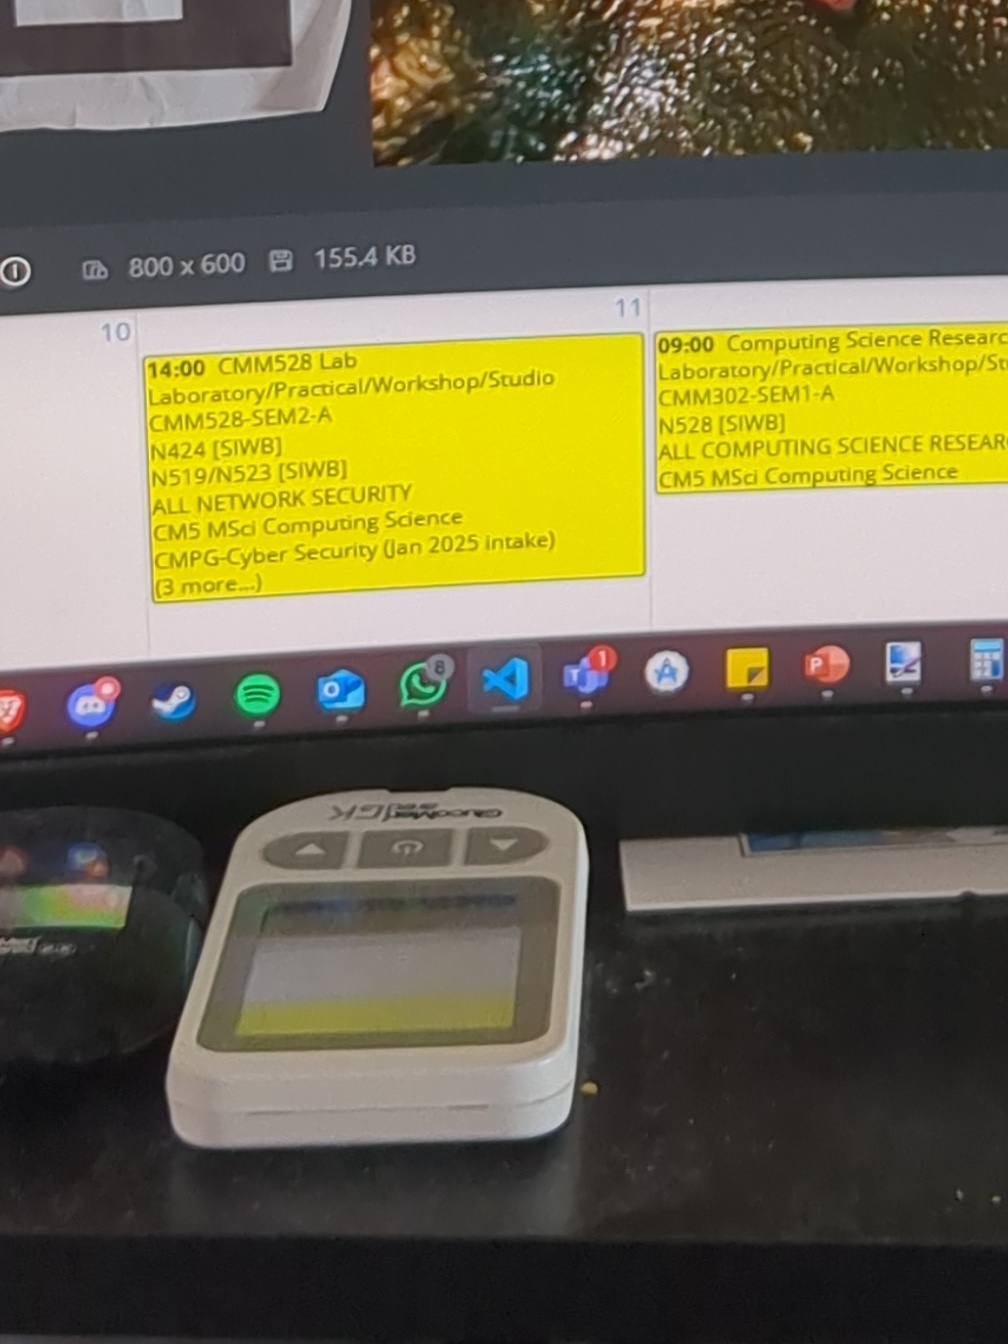 800 x 600 155.4 KB
10
11
14:00 CMM528 Lab
Laboratory/Practical/Workshop/Studio
CMM528-SEM2-A
N424 [SIWB]
N519/N523 [SIWB]
ALL NETWORK SECURITY
CM5 MSci Computing Science
CMPG-Cyber Security (Jan 2025 intake)
(3 more...)
09:00 Computing Science Researc
Laboratory/Practical/Workshop/St
CMM302-SEM1-A
N528 [SIWB]
ALL COMPUTING SCIENCE RESEAR
CM5 MSci Computing Science
8
1
GlucoMen